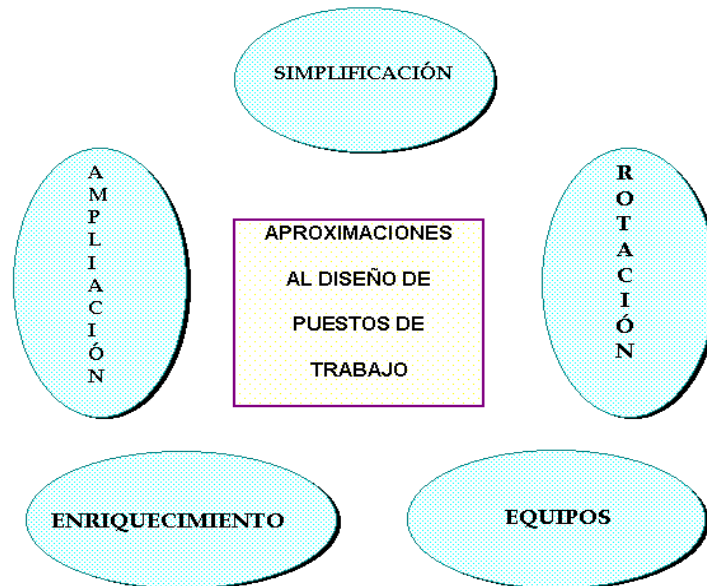 SIMPLIFICACIÓN
AMPLIACIÓN
APROXIMACIONES
AL DISEÑO DE
PUESTOS DE
TRABAJO
ROTACIÓN
ENRIQUECIMIENTO
EQUIPOS